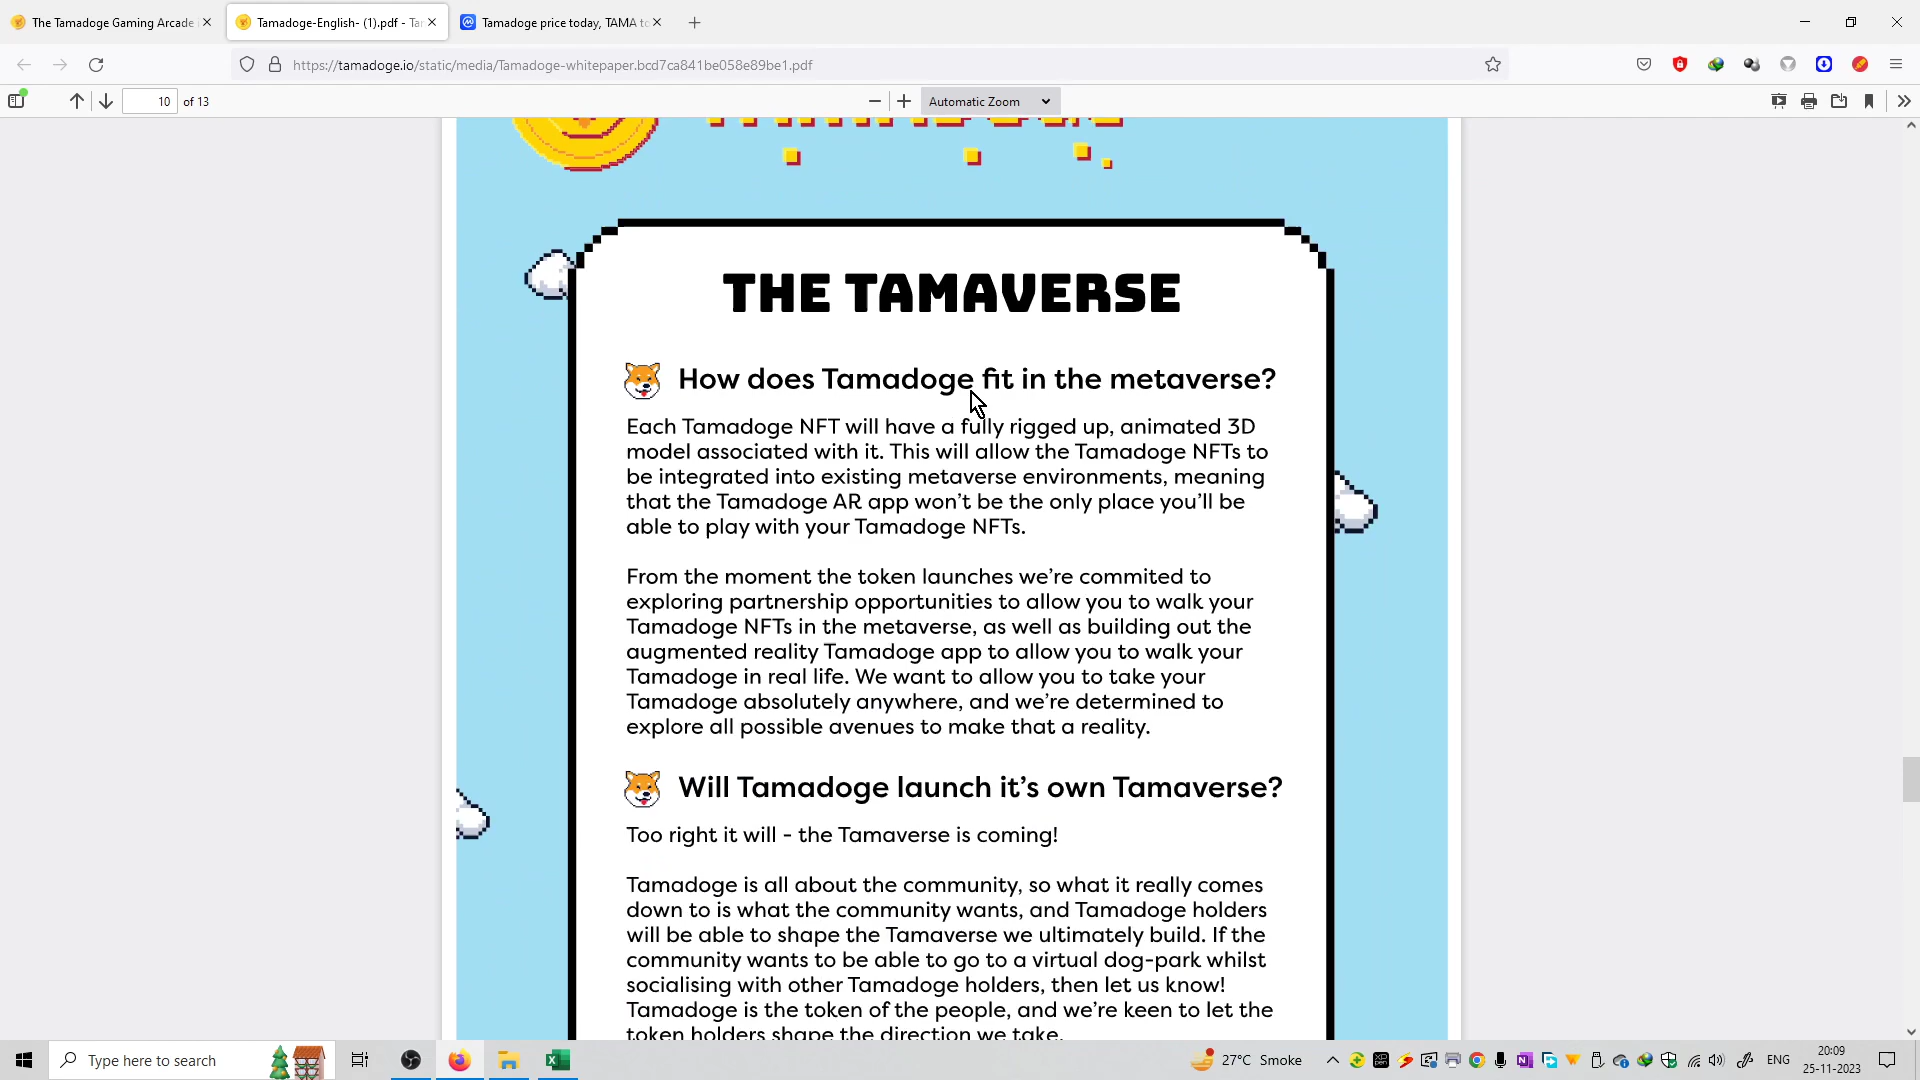 The Tamadoge Gaming Arcade
Tamadoge-English- (1).pdf - Ta
Tamadoge price today, TAMA to
https://tamadoge.io/static/media/Tamadoge-whitepaper.bcd7ca841be058e89be1.pdf
10 of 13
Automatic Zoom
THE TAMAVERSE
How does Tamadoge fit in the metaverse?
Each Tamadoge NFT will have a fully rigged up, animated 3D
model associated with it. This will allow the Tamadoge NFTs to
be integrated into existing metaverse environments, meaning
that the Tamadoge AR app won't be the only place you'll be
able to play with your Tamadoge NFTs.
From the moment the token launches we're commited to
exploring partnership opportunities to allow you to walk your
Tamadoge NFTs in the metaverse, as well as building out the
augmented reality Tamadoge app to allow you to walk your
Tamadoge in real life. We want to allow you to take your
Tamadoge absolutely anywhere, and we're determined to
explore all possible avenues to make that a reality.
Will Tamadoge launch it's own Tamaverse?
Too right it will - the Tamaverse is coming!
Tamadoge is all about the community, so what it really comes
down to is what the community wants, and Tamadoge holders
will be able to shape the Tamaverse we ultimately build. If the
community wants to be able to go to a virtual dog-park whilst
socialising with other Tamadoge holders, then let us know!
Tamadoge is the token of the people, and we're keen to let the
token holders shape the direction we take.
Type here to search
27°C Smoke
ENG
20:09
25-11-2023